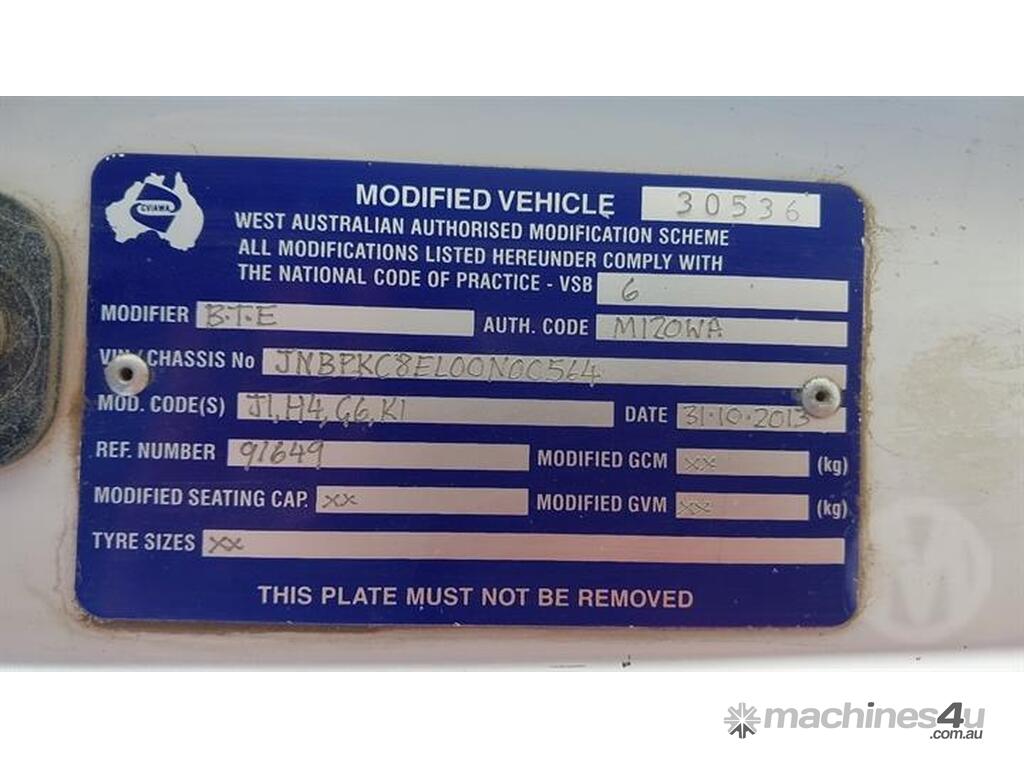 CVIAWA
MODIFIED VEHICLE 30536
WEST AUSTRALIAN AUTHORISED MODIFICATION SCHEME
ALL MODIFICATIONS LISTED HEREUNDER COMPLY WITH
THE NATIONAL CODE OF PRACTICE - VSB 6
MODIFIER B.T.E AUTH. CODE M120WA
VIN/CHASSIS No JNBPKC8EL00N0C564
MOD. CODE(S) J1, H4, G6, K1 DATE 31.10.2013
REF. NUMBER 91649 MODIFIED GCM xx (kg)
MODIFIED SEATING CAP. xx MODIFIED GVM xx (kg)
TYRE SIZES xx
THIS PLATE MUST NOT BE REMOVED
M
machines4u
.com.au